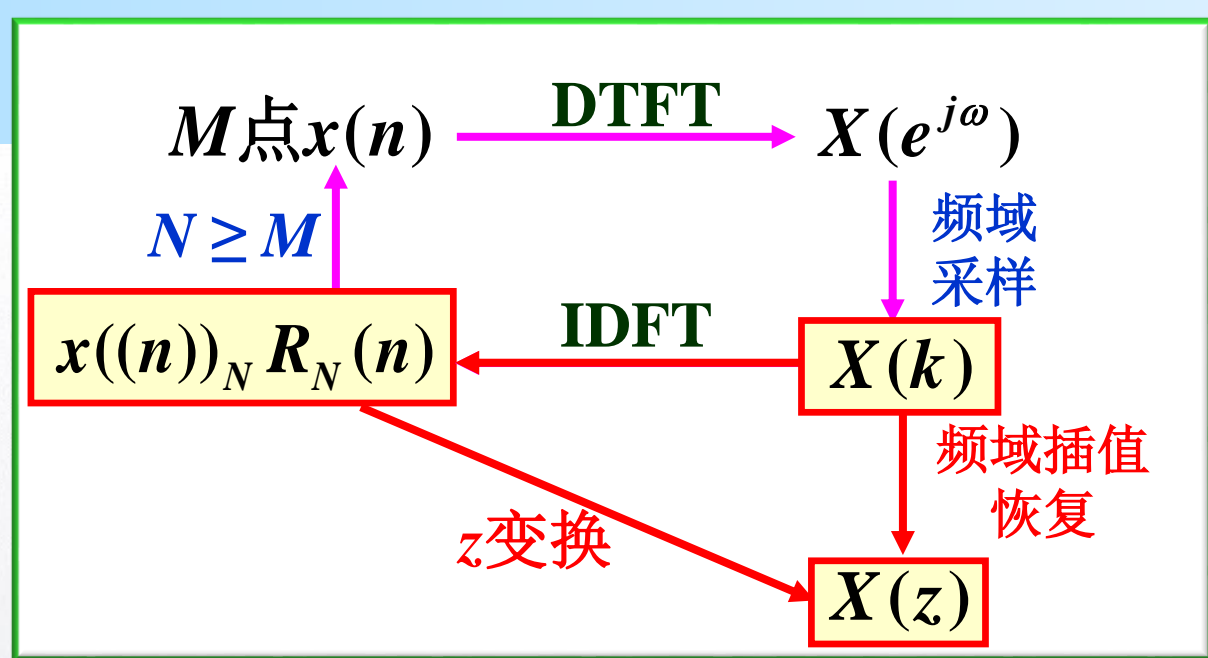 M点x(n)
DTFT
X(e^{jω})
N ≥ M
频域
采样
x((n))_N R_N(n)
IDFT
X(k)
频域插值
恢复
z变换
X(z)